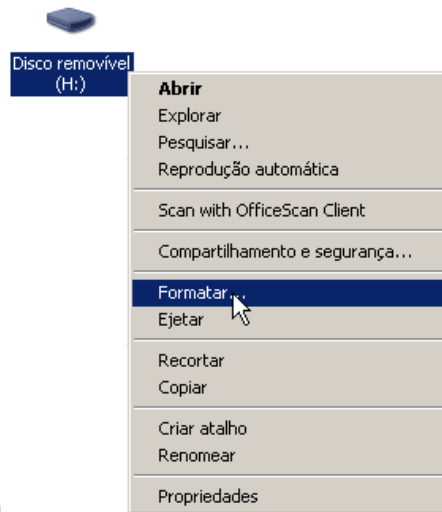 Disco removível
(H:)
Abrir
Explorar
Pesquisar...
Reprodução automática
Scan with OfficeScan Client
Compartilhamento e segurança...
Formatar...
Ejetar
Recortar
Copiar
Criar atalho
Renomear
Propriedades